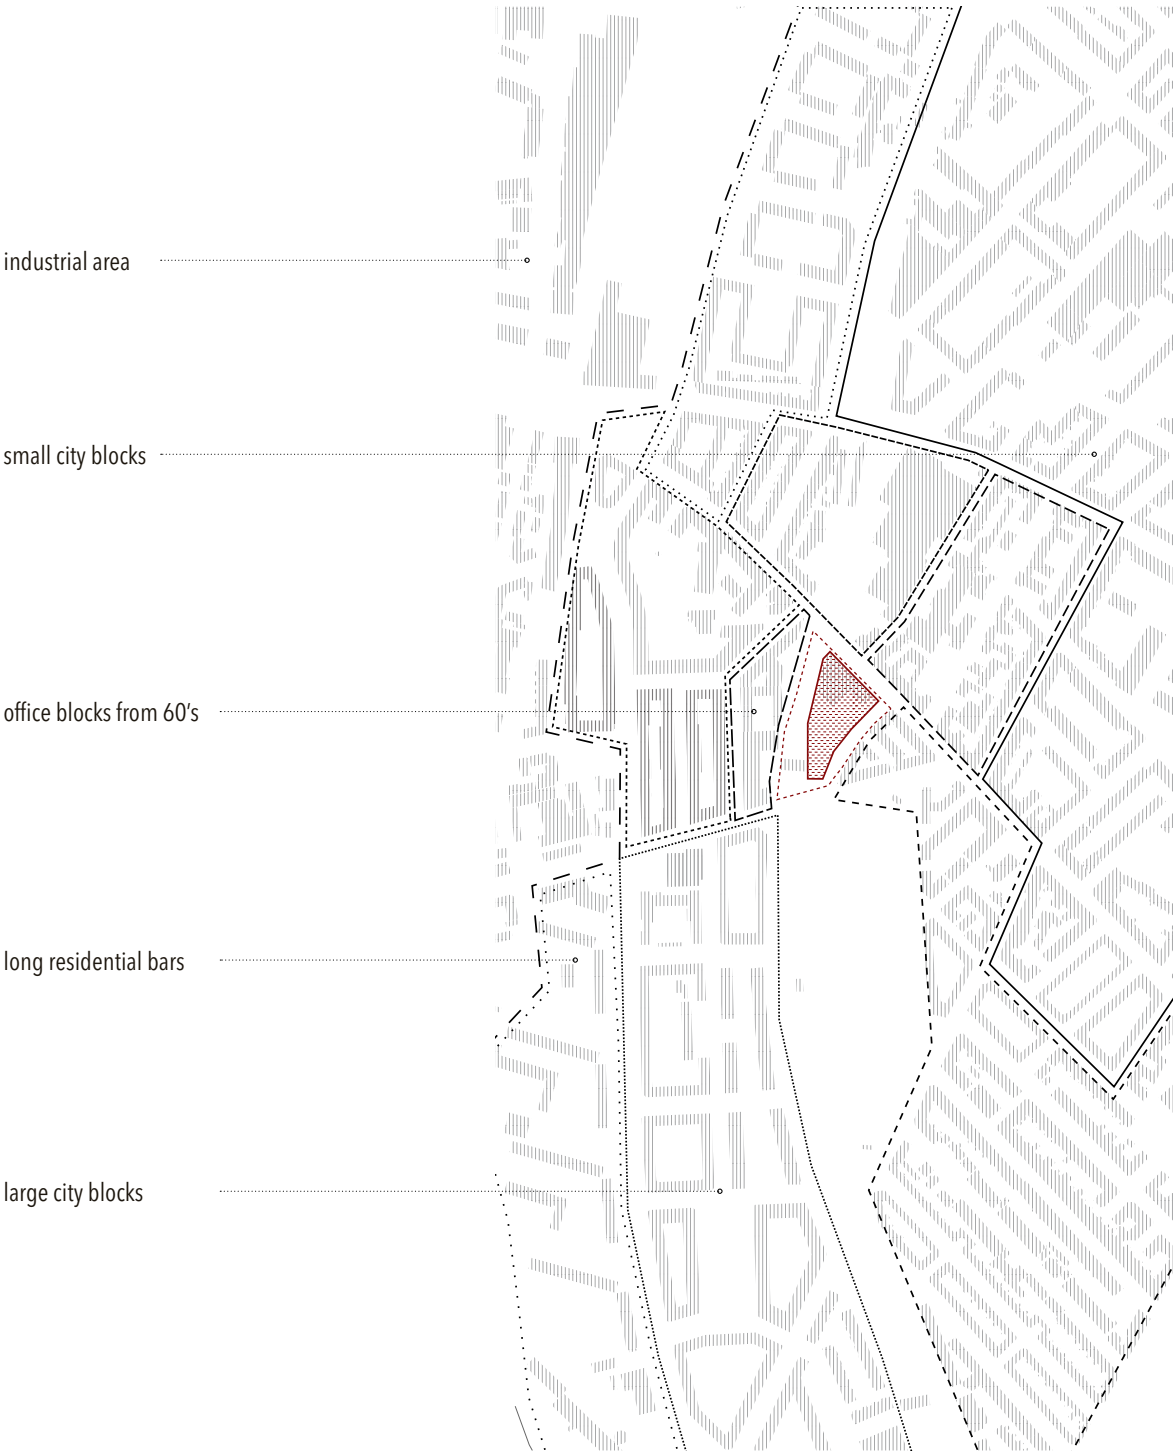 industrial area
small city blocks
office blocks from 60‘s
long residential bars
large city blocks